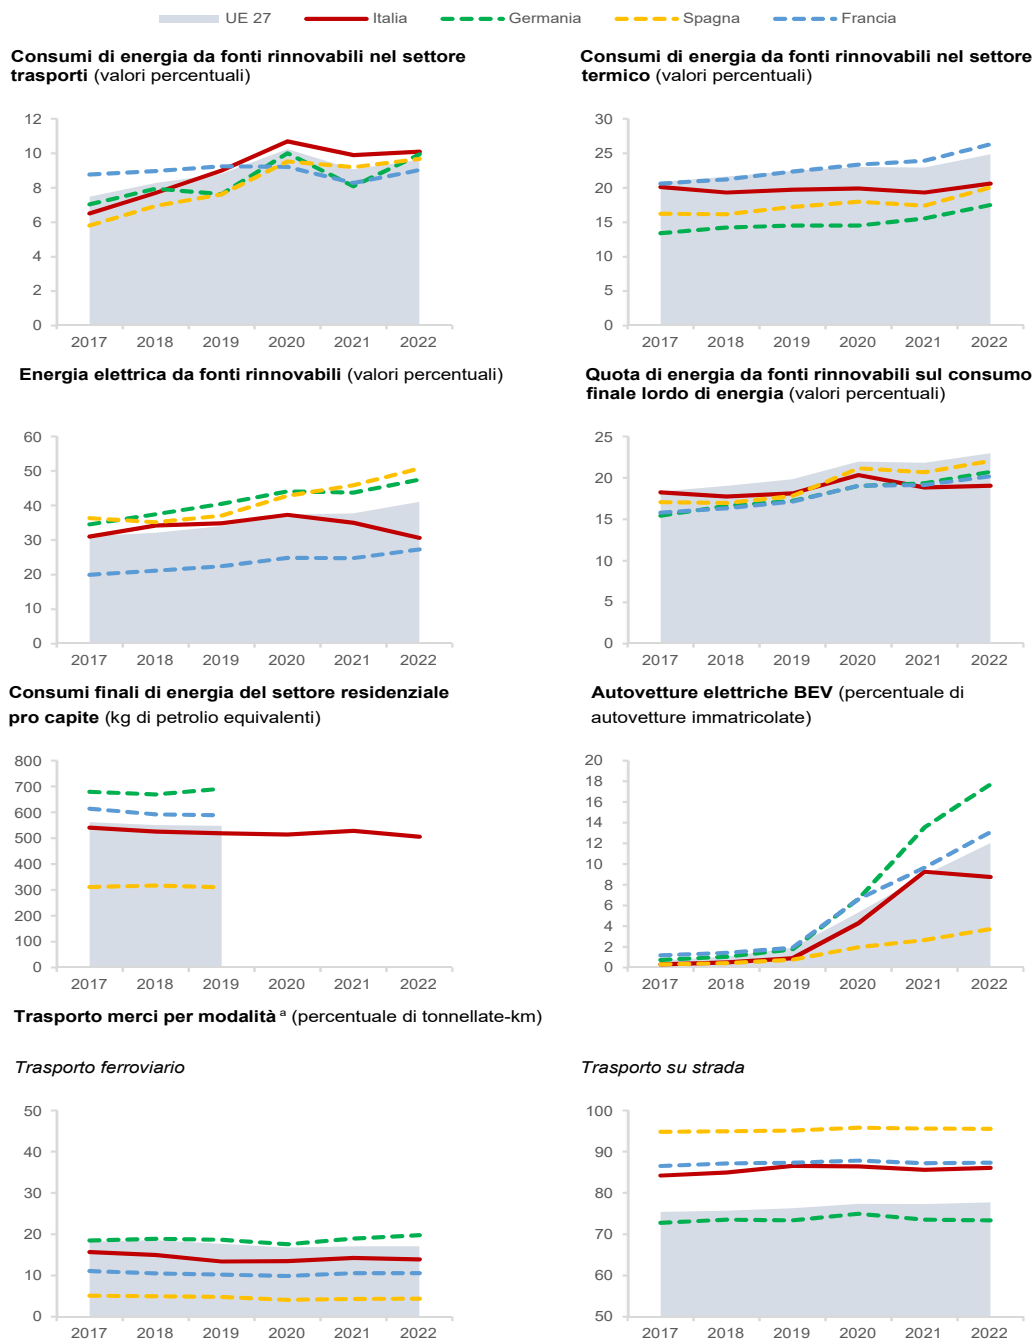 UE 27 Italia Germania Spagna Francia
Consumi di energia da fonti rinnovabili nel settore
trasporti (valori percentuali)
12
10
8
6
4
2
0
2017 2018 2019 2020 2021 2022
Consumi di energia da fonti rinnovabili nel settore
termico (valori percentuali)
30
25
20
15
10
5
0
2017 2018 2019 2020 2021 2022
Energia elettrica da fonti rinnovabili (valori percentuali)
60
50
40
30
20
10
0
2017 2018 2019 2020 2021 2022
Quota di energia da fonti rinnovabili sul consumo
finale lordo di energia (valori percentuali)
25
20
15
10
5
0
2017 2018 2019 2020 2021 2022
Consumi finali di energia del settore residenziale
pro capite (kg di petrolio equivalenti)
800
700
600
500
400
300
200
100
0
2017 2018 2019 2020 2021 2022
Autovetture elettriche BEV (percentuale di
autovetture immatricolate)
20
18
16
14
12
10
8
6
4
2
0
2017 2018 2019 2020 2021 2022
Trasporto merci per modalità ª (percentuale di tonnellate-km)
Trasporto ferroviario
50
40
30
20
10
0
2017 2018 2019 2020 2021 2022
Trasporto su strada
100
90
80
70
60
50
2017 2018 2019 2020 2021 2022